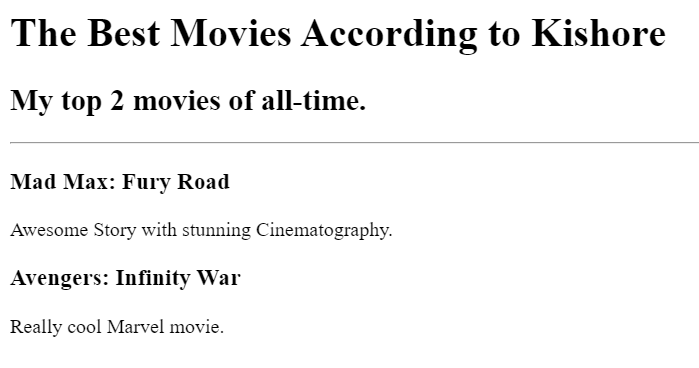 The Best Movies According to Kishore
My top 2 movies of all-time.
Mad Max: Fury Road
Awesome Story with stunning Cinematography.
Avengers: Infinity War
Really cool Marvel movie.